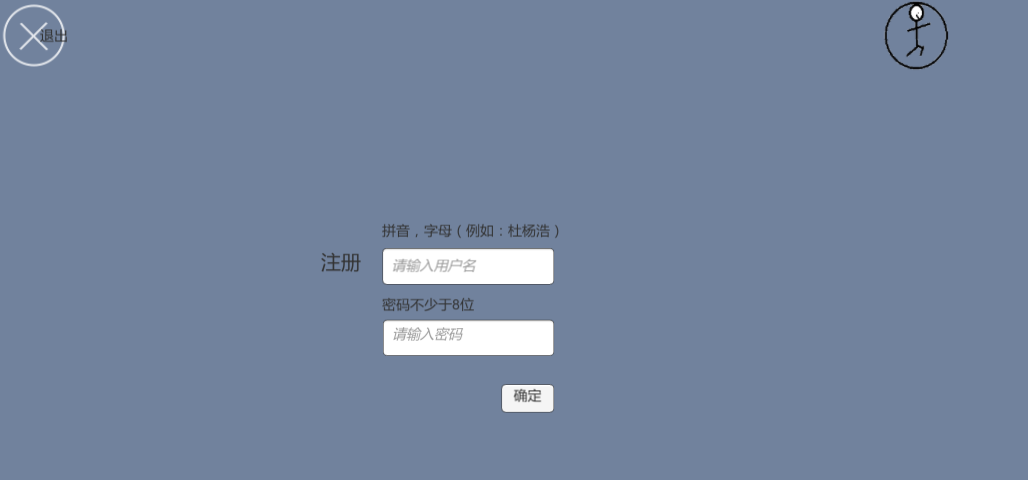 退出
拼音，字母（例如：杜杨浩）
注册
请输入用户名
密码不少于8位
请输入密码
确定